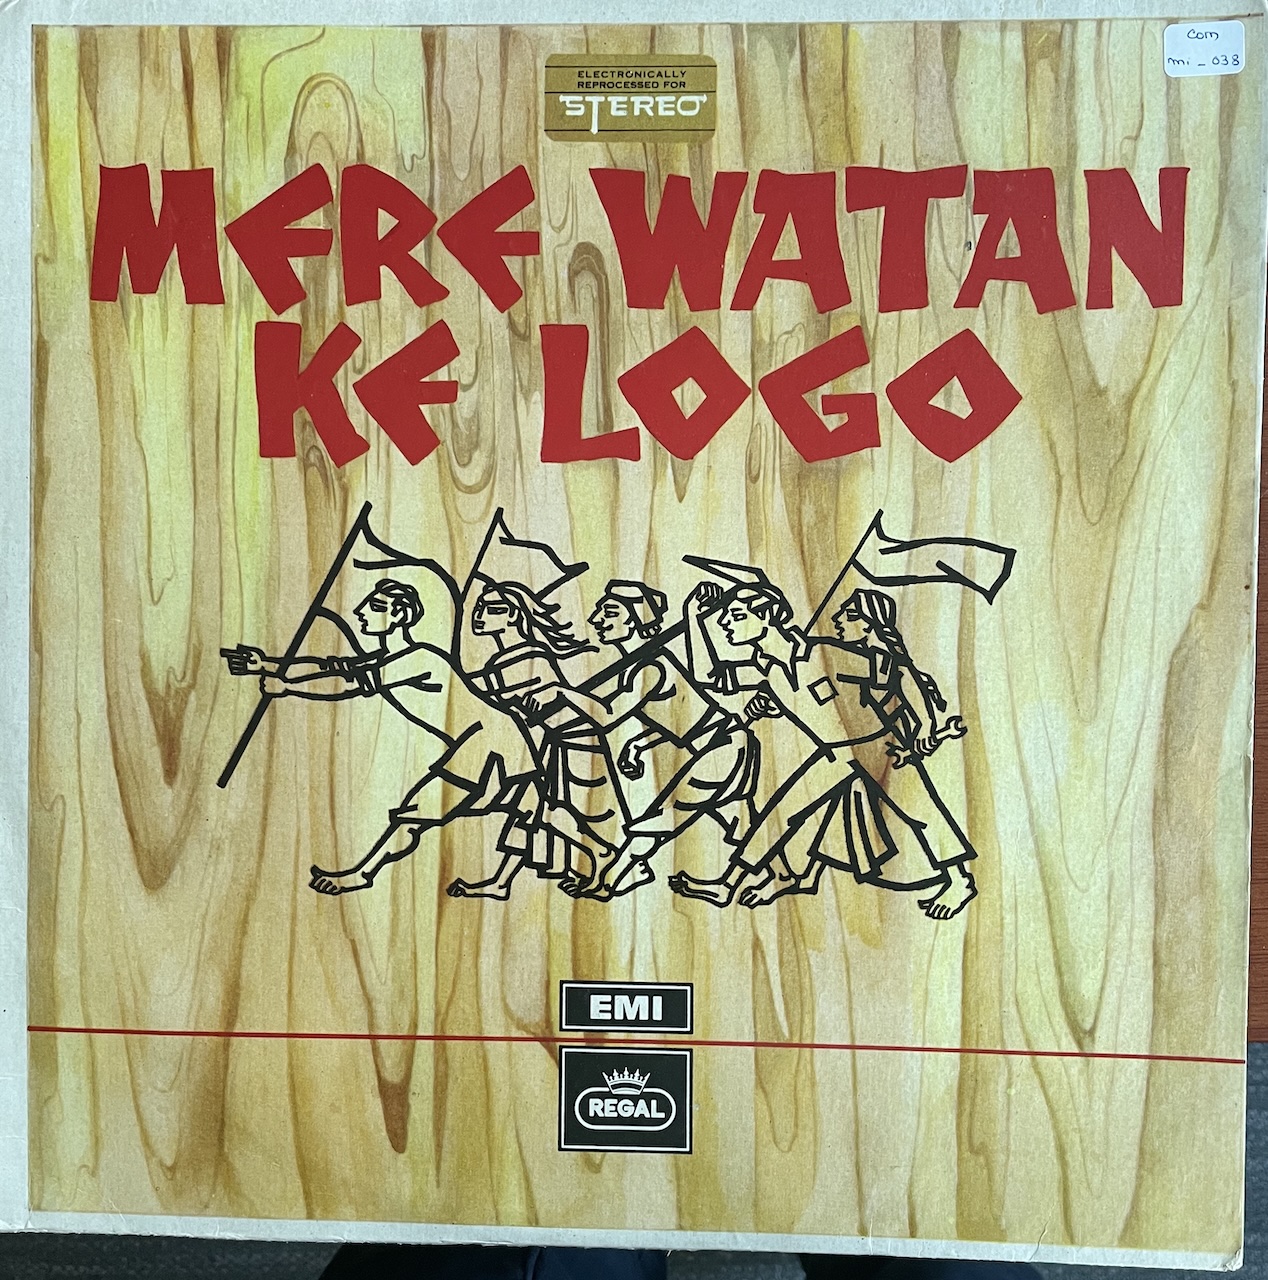 com
mi - 038
ELECTRONICALLY
REPROCESSED FOR
STEREO
MERE WATAN
KE LOGO
EMI
REGAL